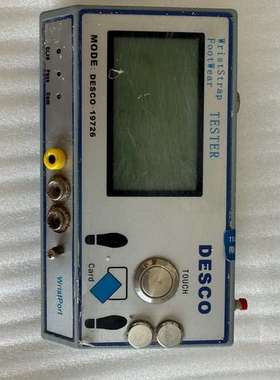 WristStrap
FootWear
TESTER
MODE: DESCO 19726
DESCO
TOUCH
Card
WristPort